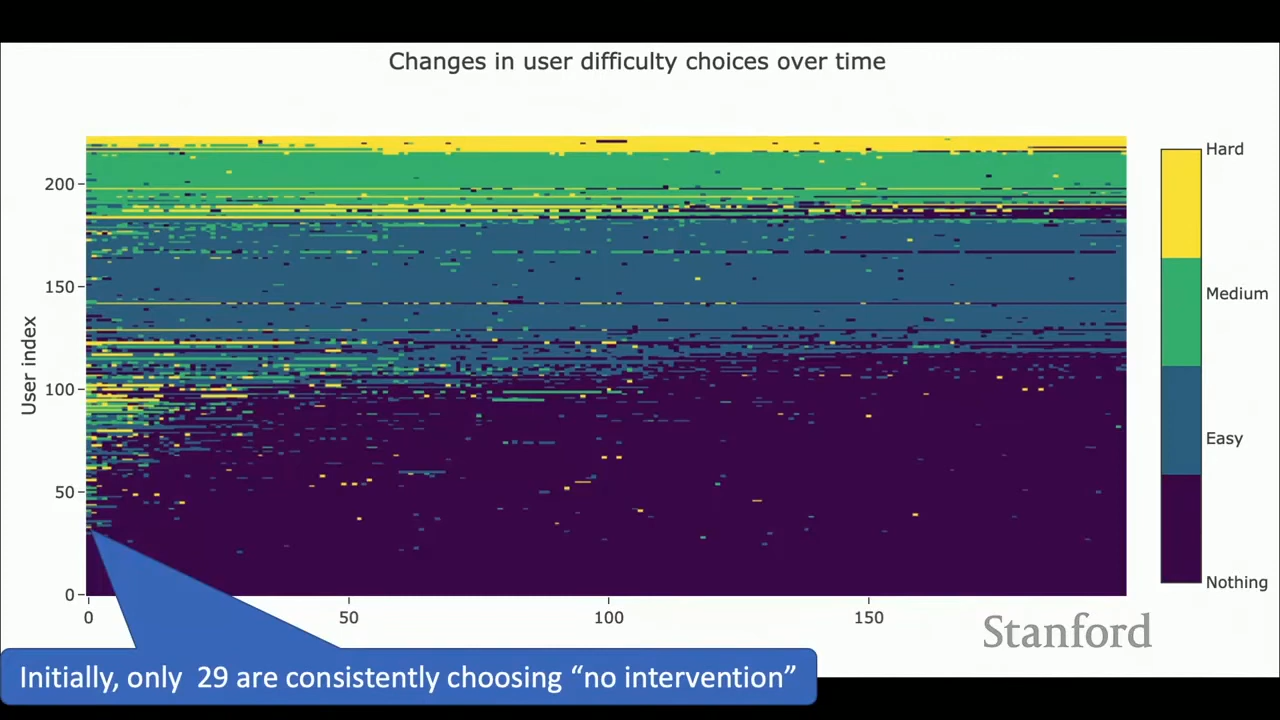 Changes in user difficulty choices over time
Hard
Medium
Easy
Nothing
User index
200
150
100
50
0
0 50 100 150
Stanford
Initially, only 29 are consistently choosing “no intervention”